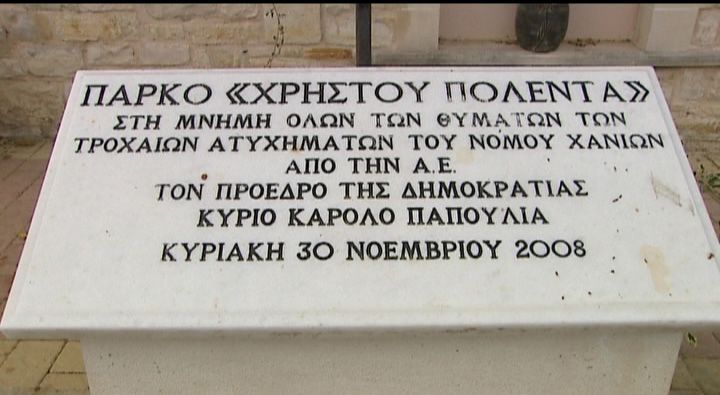 ΠΑΡΚΟ «ΧΡΗΣΤΟΥ ΠΟΛΕΝΤΑ»
ΣΤΗ ΜΝΗΜΗ ΟΛΩΝ ΤΩΝ ΘΥΜΑΤΩΝ ΤΩΝ
ΤΡΟΧΑΙΩΝ ΑΤΥΧΗΜΑΤΩΝ ΤΟΥ ΝΟΜΟΥ ΧΑΝΙΩΝ
ΑΠΟ ΤΗΝ Α.Ε.
ΤΟΝ ΠΡΟΕΔΡΟ ΤΗΣ ΔΗΜΟΚΡΑΤΙΑΣ
ΚΥΡΙΟ ΚΑΡΟΛΟ ΠΑΠΟΥΛΙΑ
ΚΥΡΙΑΚΗ 30 ΝΟΕΜΒΡΙΟΥ 2008